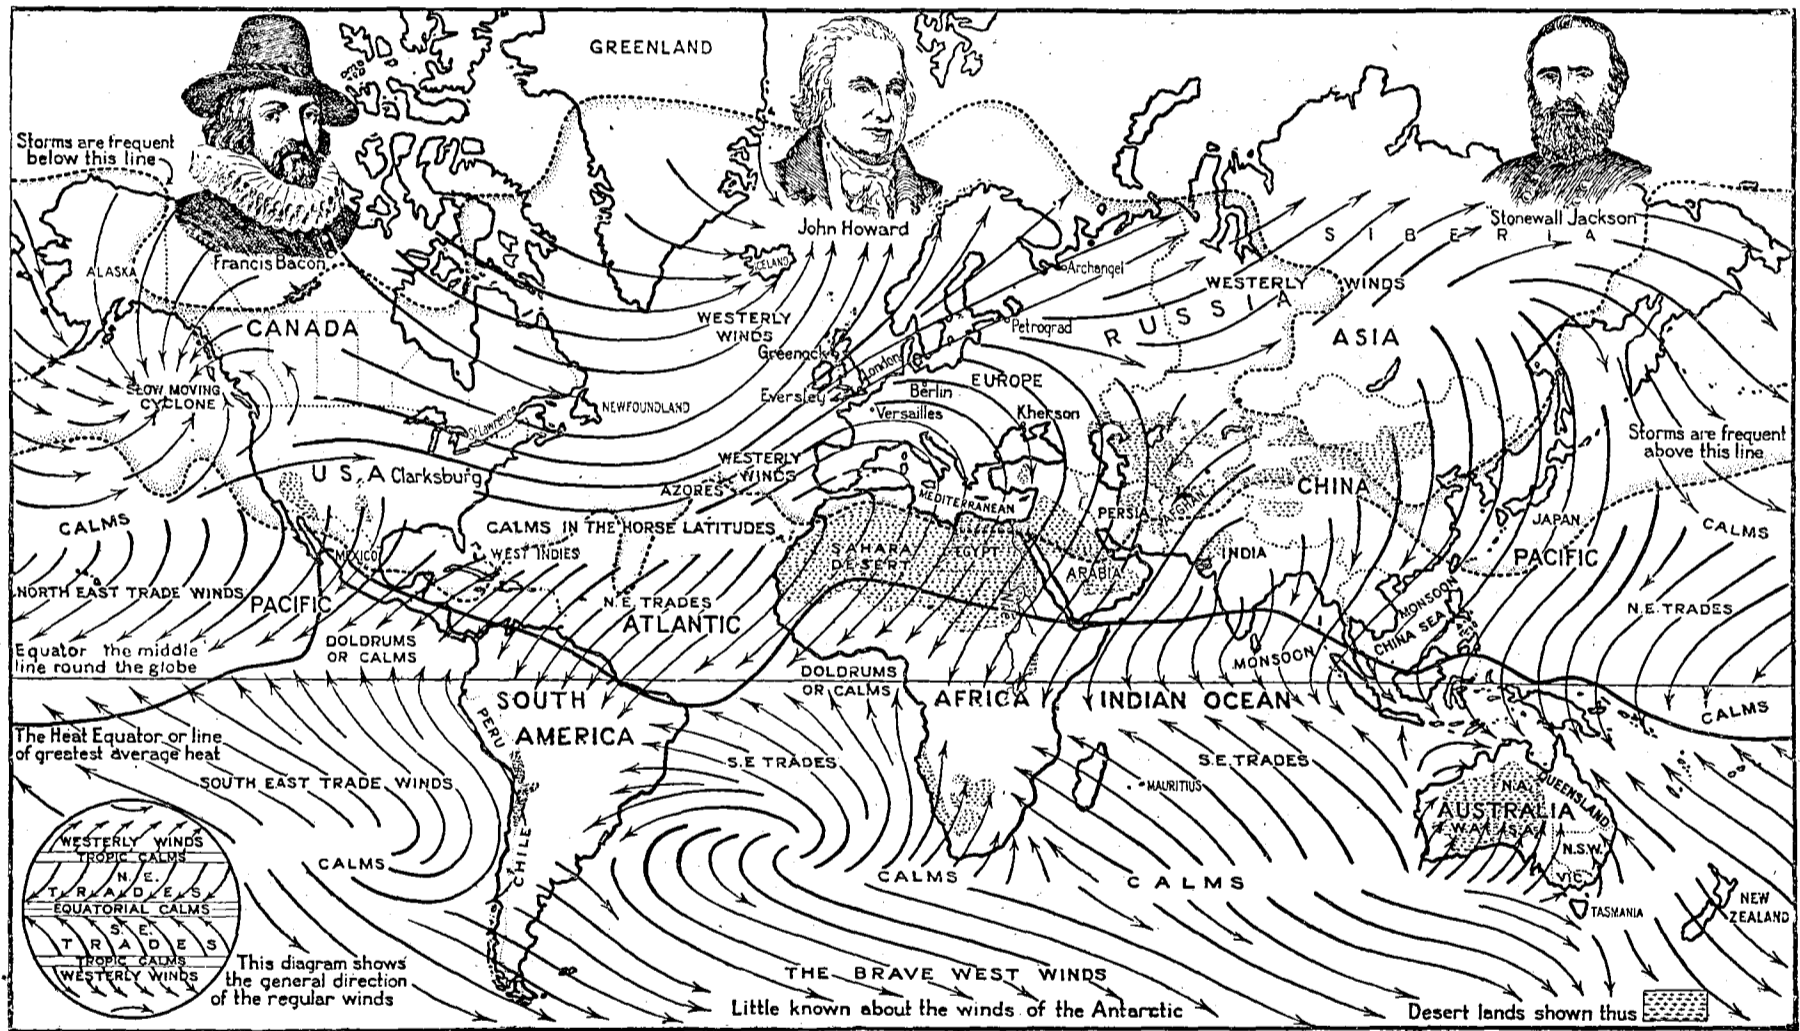 GREENLAND
Storms are frequent
below this line
John Howard
Stonewall Jackson
Francis Bacon
ALASKA
SIBERIA
ICELAND
Archangel
WESTERLY WINDS
CANADA
WESTERLY
WINDS
Petrograd
RUSSIA
ASIA
Greenock
London
SLOW MOVING
CYCLONE
Eversley
Berlin
EUROPE
Versailles
Kherson
NEWFOUNDLAND
St Lawrence
Storms are frequent
above this line
U.S.A
Clarksburg
WESTERLY
WINDS
AZORES
MEDITERRANEAN
CHINA
PERSIA
AFGHAN
CALMS
CALMS IN THE HORSE LATITUDES
JAPAN
CALMS
MEXICO
WEST INDIES
SAHARA
DESERT
EGYPT
ARABIA
INDIA
PACIFIC
NORTH EAST TRADE WINDS
PACIFIC
N.E. TRADES
ATLANTIC
MONSOON
CHINA SEA
N.E. TRADES
Equator the middle
line round the globe
DOLDRUMS
OR CALMS
DOLDRUMS
OR CALMS
MONSOON
SOUTH
AMERICA
AFRICA
INDIAN OCEAN
CALMS
PERU
The Heat Equator or line
of greatest average heat
SOUTH EAST TRADE WINDS
S.E TRADES
S.E. TRADES
MAURITIUS
N.A.
QUEENSLAND
AUSTRALIA
W.A.
S.A.
N.S.W.
VIC.
TASMANIA
NEW
ZEALAND
CHILE
CALMS
CALMS
CALMS
WESTERLY WINDS
TROPIC CALMS
N.E.
TRADES
EQUATORIAL CALMS
S.E.
TRADES
TROPIC CALMS
WESTERLY WINDS
This diagram shows
the general direction
of the regular winds
THE BRAVE WEST WINDS
Little known about the winds of the Antarctic
Desert lands shown thus